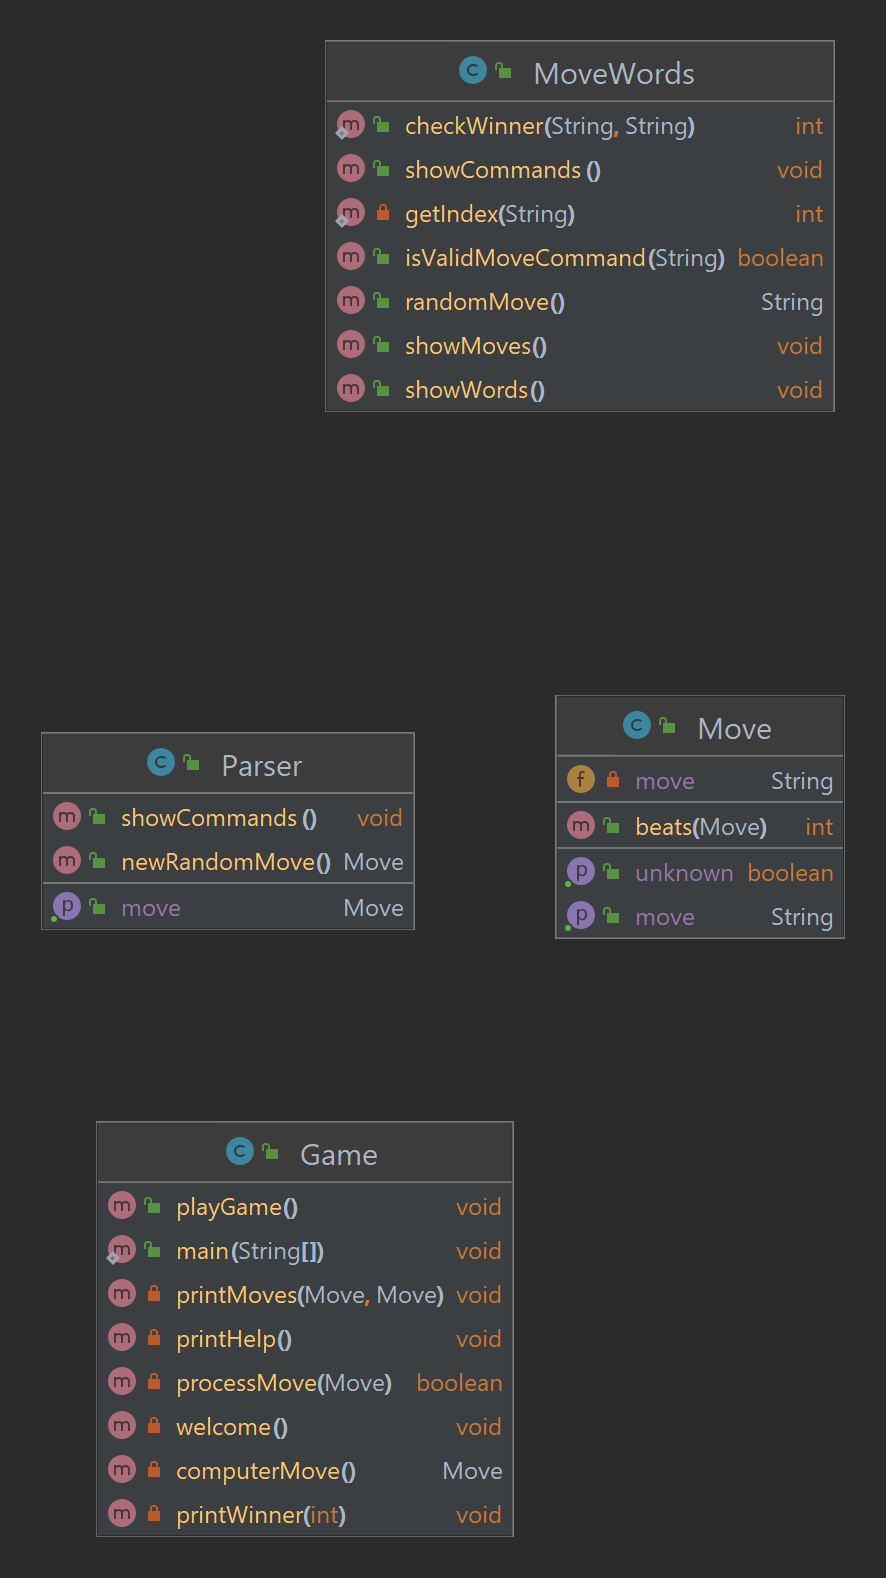 MoveWords
checkWinner(String, String) int
showCommands () void
getIndex(String) int
isValidMoveCommand(String) boolean
randomMove() String
showMoves() void
showWords() void
Parser
showCommands () void
newRandomMove() Move
move Move
Move
move String
beats(Move) int
unknown boolean
move String
Game
playGame() void
main(String[]) void
printMoves(Move, Move) void
printHelp() void
processMove(Move) boolean
welcome() void
computerMove() Move
printWinner(int) void